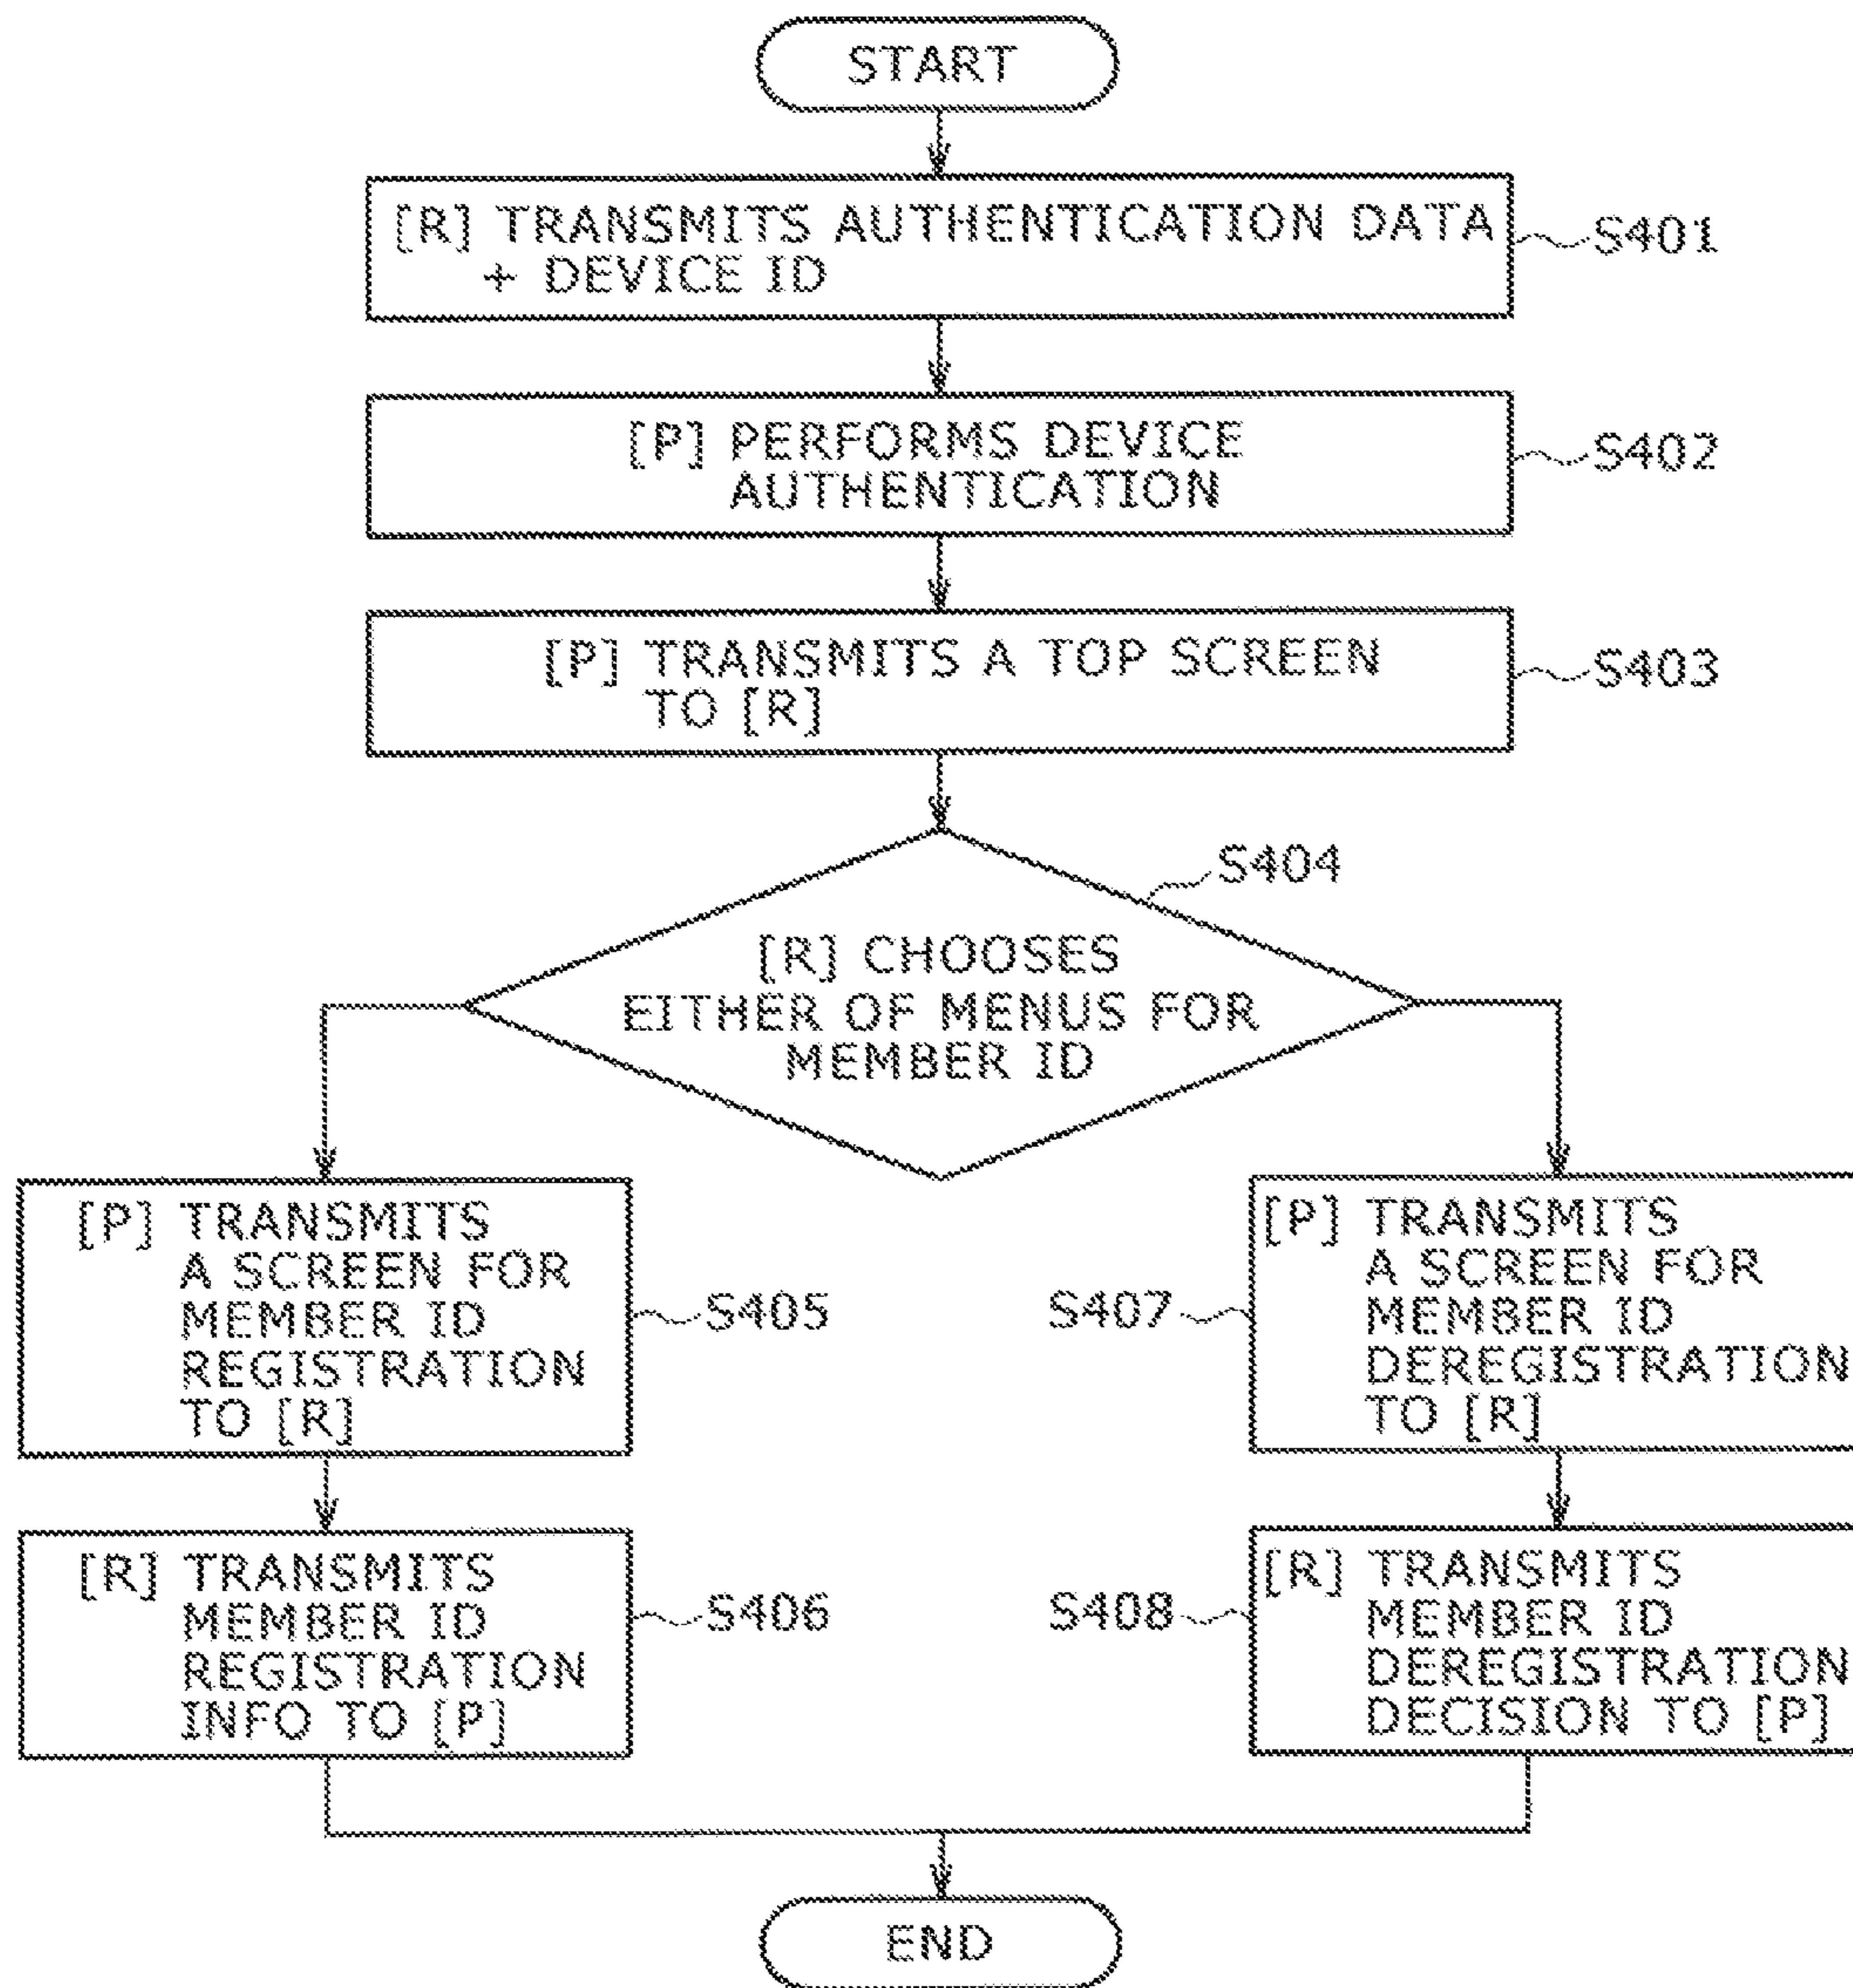 START
[R] TRANSMITS AUTHENTICATION DATA
+ DEVICE ID
S401
[P] PERFORMS DEVICE
AUTHENTICATION
S402
[P] TRANSMITS A TOP SCREEN
TO [R]
S403
S404
[R] CHOOSES
EITHER OF MENUS FOR
MEMBER ID
[P] TRANSMITS
A SCREEN FOR
MEMBER ID
REGISTRATION
TO [R]
S405
S407
[P] TRANSMITS
A SCREEN FOR
MEMBER ID
DEREGISTRATION
TO [R]
[R] TRANSMITS
MEMBER ID
REGISTRATION
INFO TO [P]
S406
S408
[R] TRANSMITS
MEMBER ID
DEREGISTRATION
DECISION TO [P]
END